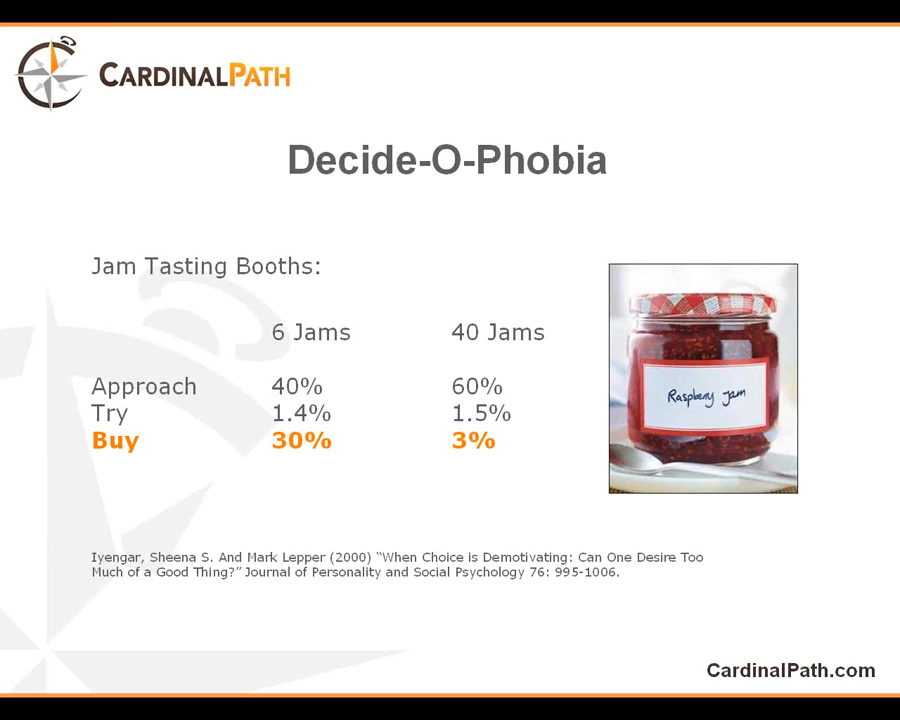 CARDINALPATH
Decide-O-Phobia
Jam Tasting Booths:
6 Jams 40 Jams
Approach 40% 60%
Try 1.4% 1.5%
Buy 30% 3%
Raspberry Jam
Iyengar, Sheena S. And Mark Lepper (2000) “When Choice is Demotivating: Can One Desire Too
Much of a Good Thing?” Journal of Personality and Social Psychology 76: 995-1006.
CardinalPath.com